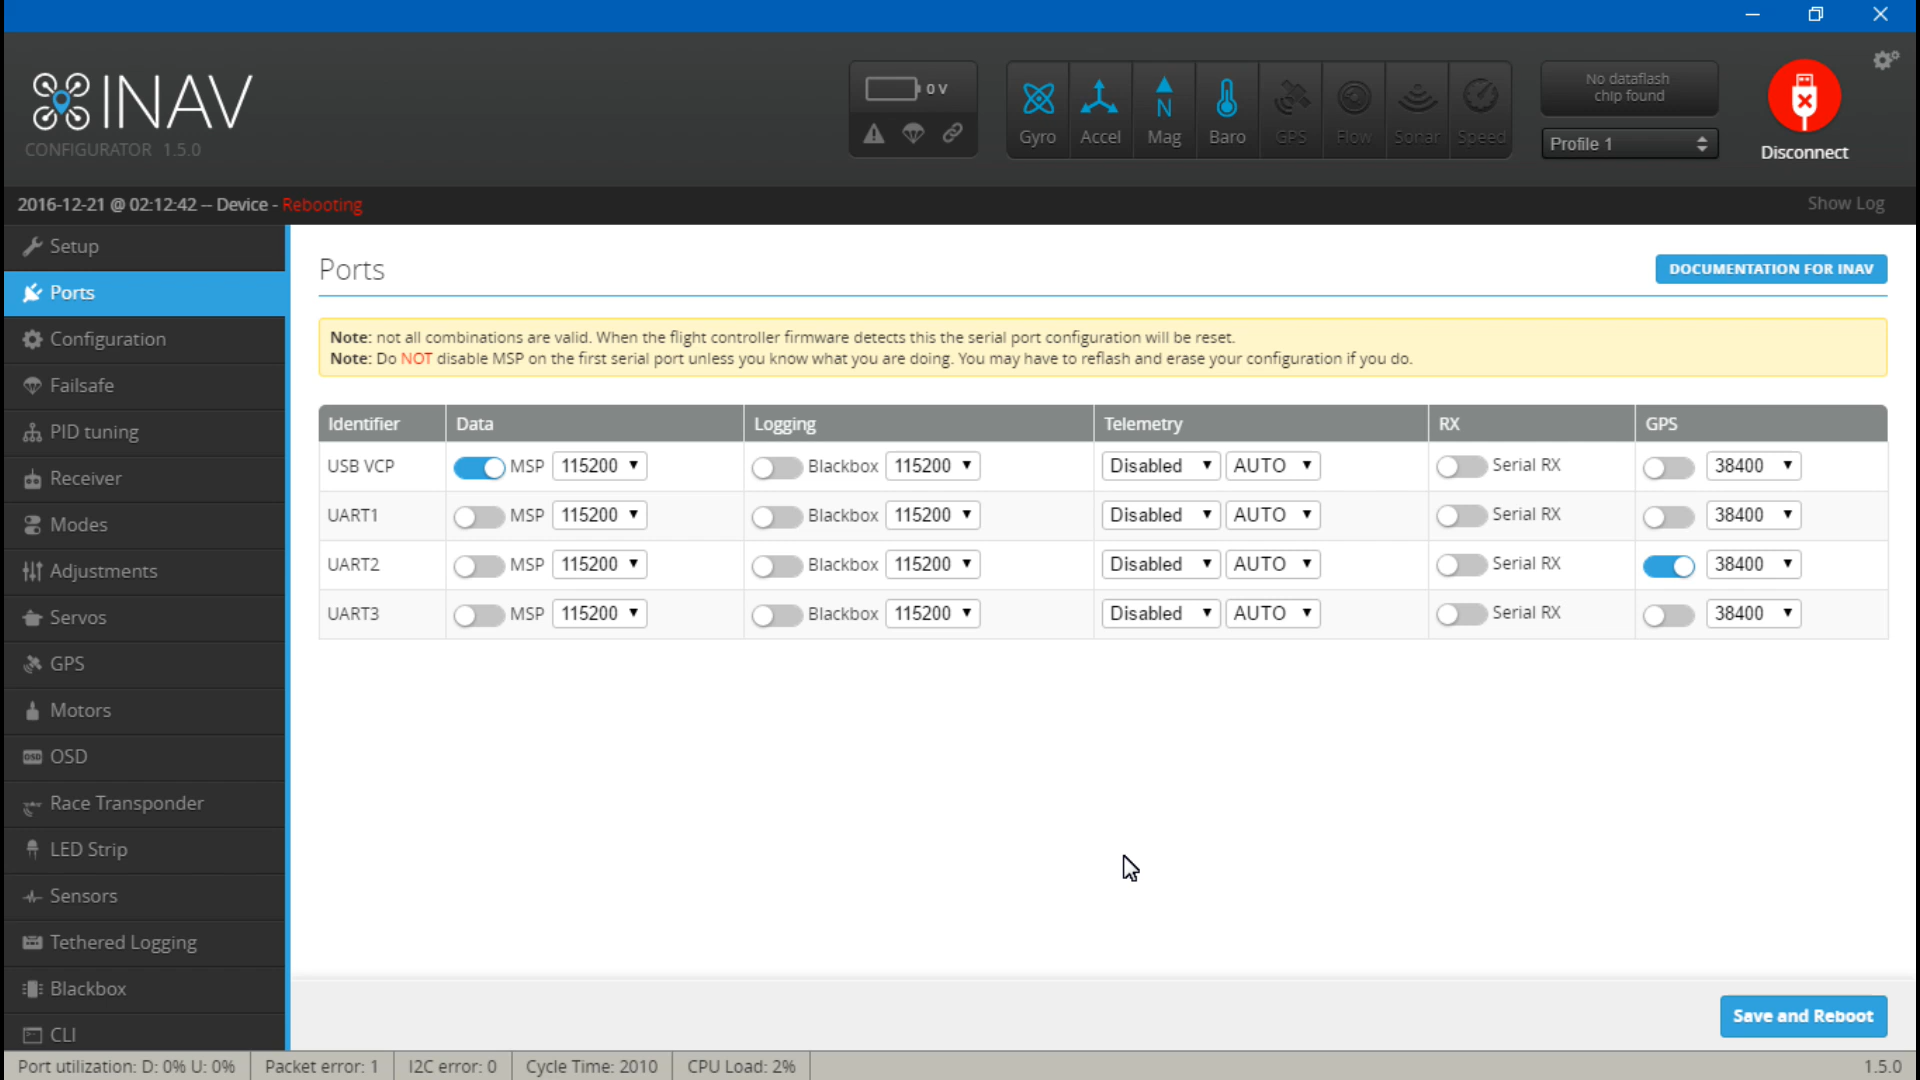 INAV
CONFIGURATOR 1.5.0
0 V
Gyro Accel Mag Baro GPS Flow Sonar Speed
No dataflash
chip found
Profile 1
Disconnect
2016-12-21 @ 02:12:42 -- Device - Rebooting
Show Log
Setup
Ports
Configuration
Failsafe
PID tuning
Receiver
Modes
Adjustments
Servos
GPS
Motors
OSD
OSD
Race Transponder
LED Strip
Sensors
Tethered Logging
Blackbox
CLI
Ports
DOCUMENTATION FOR INAV
Note: not all combinations are valid. When the flight controller firmware detects this the serial port configuration will be reset.
Note: Do NOT disable MSP on the first serial port unless you know what you are doing. You may have to reflash and erase your configuration if you do.
Identifier Data Logging Telemetry RX GPS
USB VCP MSP 115200 Blackbox 115200 Disabled AUTO Serial RX 38400
UART1 MSP 115200 Blackbox 115200 Disabled AUTO Serial RX 38400
UART2 MSP 115200 Blackbox 115200 Disabled AUTO Serial RX 38400
UART3 MSP 115200 Blackbox 115200 Disabled AUTO Serial RX 38400
Save and Reboot
Port utilization: D: 0% U: 0% Packet error: 1 I2C error: 0 Cycle Time: 2010 CPU Load: 2% 1.5.0